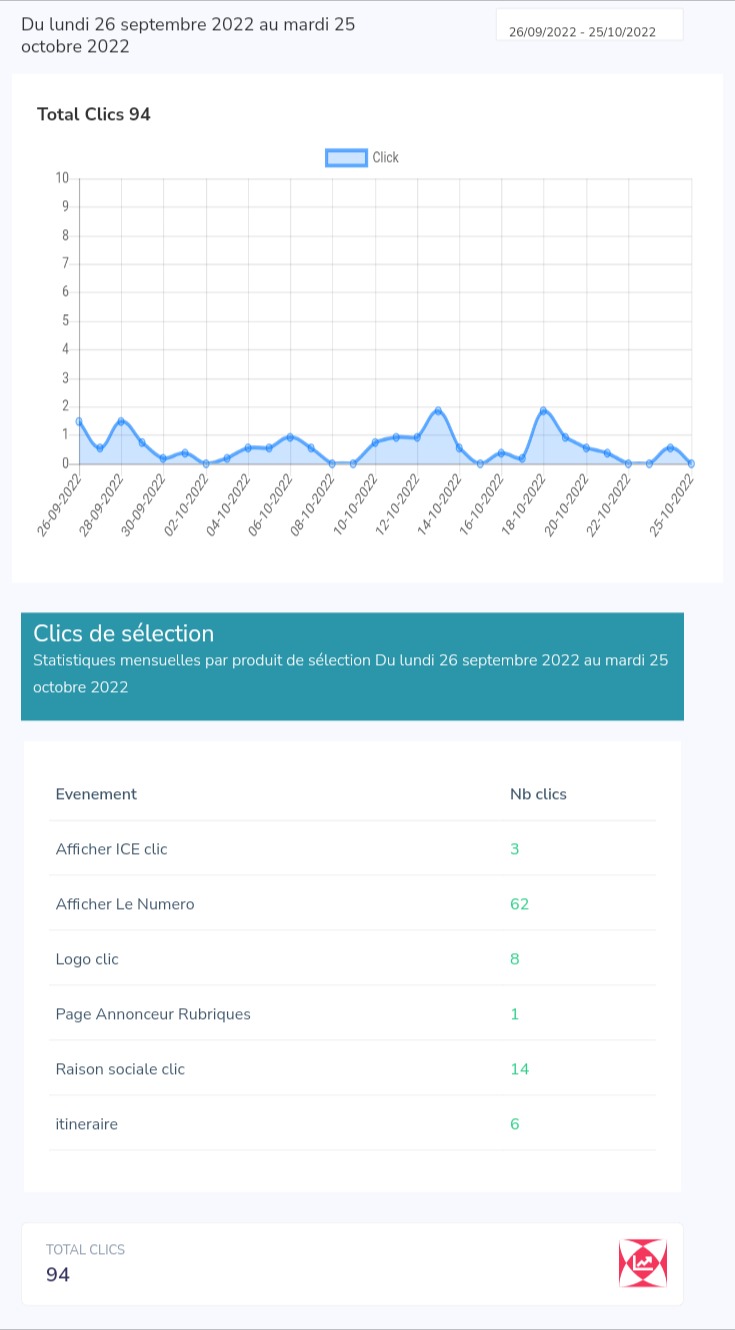 Du lundi 26 septembre 2022 au mardi 25
octobre 2022
26/09/2022 - 25/10/2022
Total Clics 94
Click
10
9
8
7
6
5
4
3
2
1
0
26-09-2022
28-09-2022
30-09-2022
02-10-2022
04-10-2022
06-10-2022
08-10-2022
10-10-2022
12-10-2022
14-10-2022
16-10-2022
18-10-2022
20-10-2022
22-10-2022
25-10-2022
Clics de sélection
Statistiques mensuelles par produit de sélection Du lundi 26 septembre 2022 au mardi 25
octobre 2022
Evenement Nb clics
Afficher ICE clic 3
Afficher Le Numero 62
Logo clic 8
Page Annonceur Rubriques 1
Raison sociale clic 14
itineraire 6
TOTAL CLICS
94